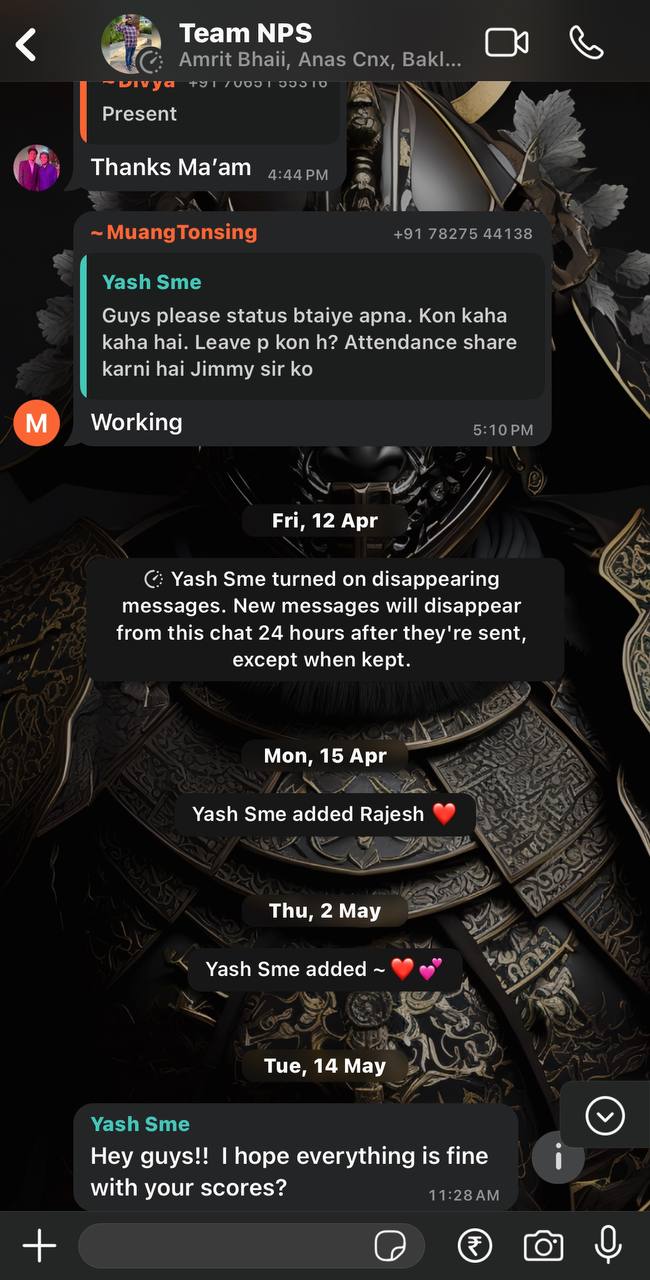 Team NPS
Amrit Bhaii, Anas Cnx, Bakl...
~Divya +91 70651 55316
Present
Thanks Ma’am 4:44 PM
~MuangTonsing +91 78275 44138
Yash Sme
Guys please status btaiye apna. Kon kaha
kaha hai. Leave p kon h? Attendance share
karni hai Jimmy sir ko
M
Working 5:10 PM
Fri, 12 Apr
Yash Sme turned on disappearing
messages. New messages will disappear
from this chat 24 hours after they're sent,
except when kept.
Mon, 15 Apr
Yash Sme added Rajesh ❤️
Thu, 2 May
Yash Sme added ~ ❤️💕
Tue, 14 May
Yash Sme
Hey guys!! I hope everything is fine
with your scores? 11:28 AM